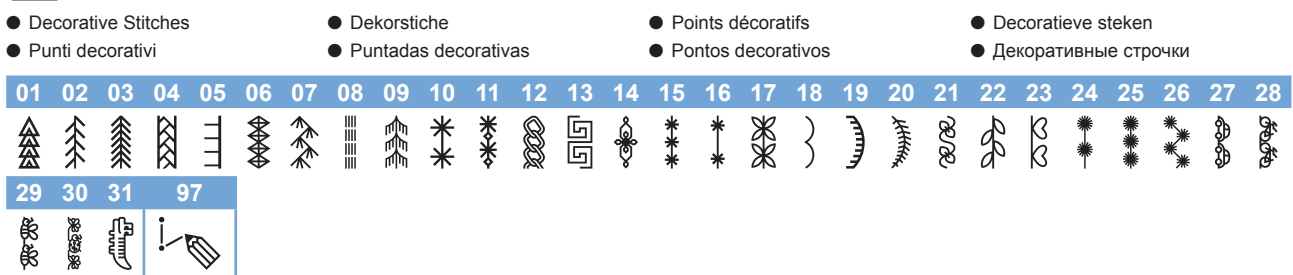 ● Decorative Stitches ● Dekorstiche ● Points décoratifs ● Decoratieve steken
● Punti decorativi ● Puntadas decorativas ● Pontos decorativos ● Декоративные строчки
01 02 03 04 05 06 07 08 09 10 11 12 13 14 15 16 17 18 19 20 21 22 23 24 25 26 27 28
29 30 31 97